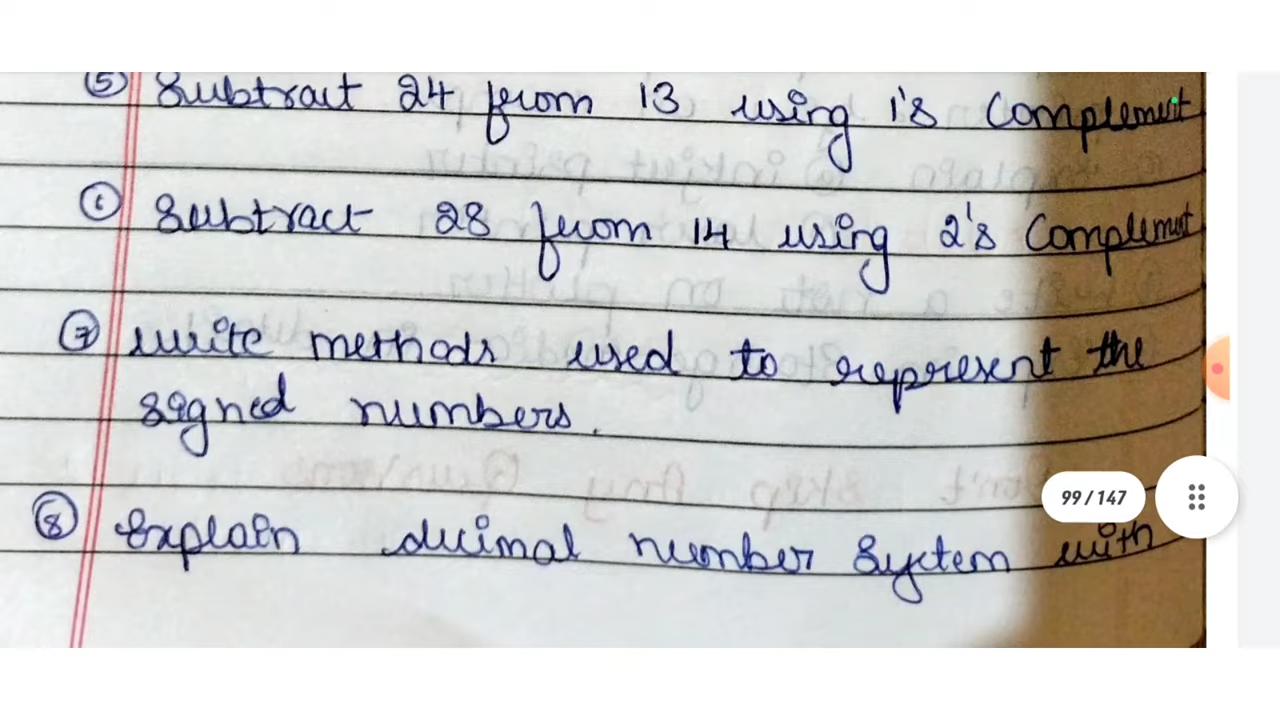 ⑤ Subtract 24 from 13 using 1's Complement
⑥ Subtract 28 from 14 using 2's Complement
⑦ write methods used to represent the
signed numbers.
99 / 147
⑧ Explain decimal number System with